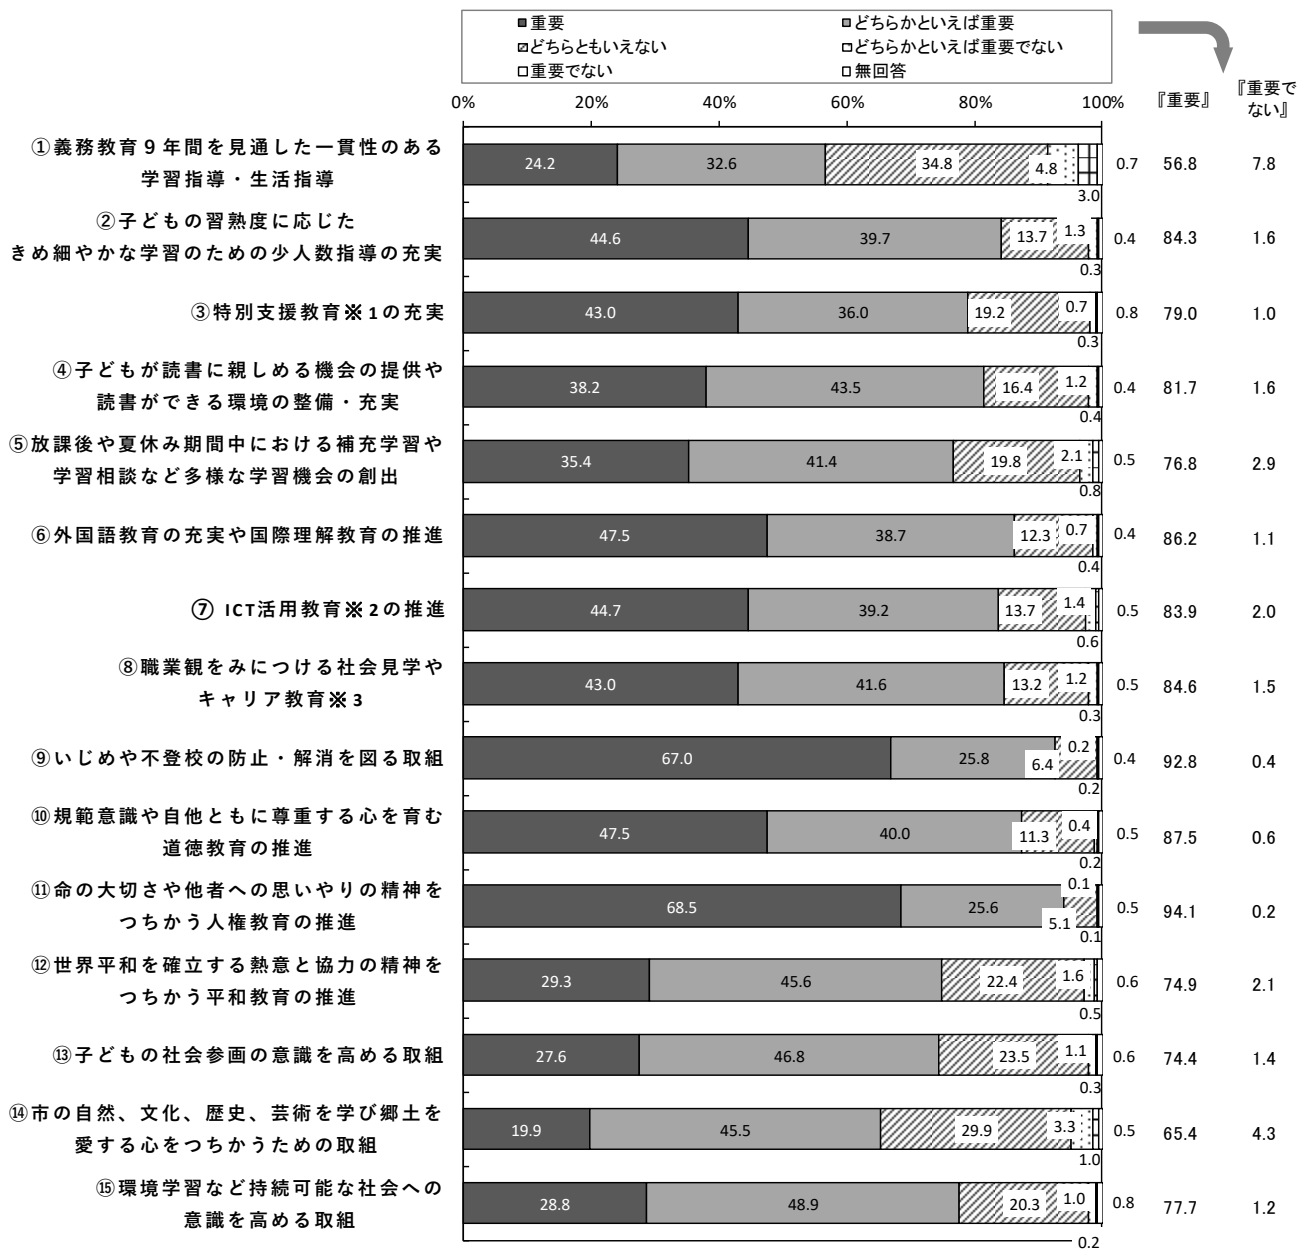 ■重要 ■どちらかといえば重要
どちらともいえない どちらかといえば重要でない
重要でない 無回答
0% 20% 40% 60% 80% 100% 『重要』 『重要で
ない』
①義務教育9年間を見通した一貫性のある
学習指導・生活指導
24.2 32.6 34.8 4.8 0.7 56.8 7.8
3.0
②子どもの習熟度に応じた
きめ細やかな学習のための少人数指導の充実
44.6 39.7 13.7 1.3 0.4 84.3 1.6
0.3
③特別支援教育※1の充実
43.0 36.0 19.2 0.7 0.8 79.0 1.0
0.3
④子どもが読書に親しめる機会の提供や
読書ができる環境の整備・充実
38.2 43.5 16.4 1.2 0.4 81.7 1.6
0.4
⑤放課後や夏休み期間中における補充学習や
学習相談など多様な学習機会の創出
35.4 41.4 19.8 2.1 0.5 76.8 2.9
0.8
⑥外国語教育の充実や国際理解教育の推進
47.5 38.7 12.3 0.7 0.4 86.2 1.1
0.4
⑦ ICT活用教育※2の推進
44.7 39.2 13.7 1.4 0.5 83.9 2.0
0.6
⑧職業観をみにつける社会見学や
キャリア教育※3
43.0 41.6 13.2 1.2 0.5 84.6 1.5
0.3
⑨いじめや不登校の防止・解消を図る取組
67.0 25.8 6.4 0.2 0.4 92.8 0.4
0.2
⑩規範意識や自他ともに尊重する心を育む
道徳教育の推進
47.5 40.0 11.3 0.4 0.5 87.5 0.6
0.2
⑪命の大切さや他者への思いやりの精神を
つちかう人権教育の推進
68.5 25.6 5.1 0.1 0.5 94.1 0.2
0.1
⑫世界平和を確立する熱意と協力の精神を
つちかう平和教育の推進
29.3 45.6 22.4 1.6 0.6 74.9 2.1
0.5
⑬子どもの社会参画の意識を高める取組
27.6 46.8 23.5 1.1 0.6 74.4 1.4
0.3
⑭市の自然、文化、歴史、芸術を学び郷土を
愛する心をつちかうための取組
19.9 45.5 29.9 3.3 0.5 65.4 4.3
1.0
⑮環境学習など持続可能な社会への
意識を高める取組
28.8 48.9 20.3 1.0 0.8 77.7 1.2
0.2